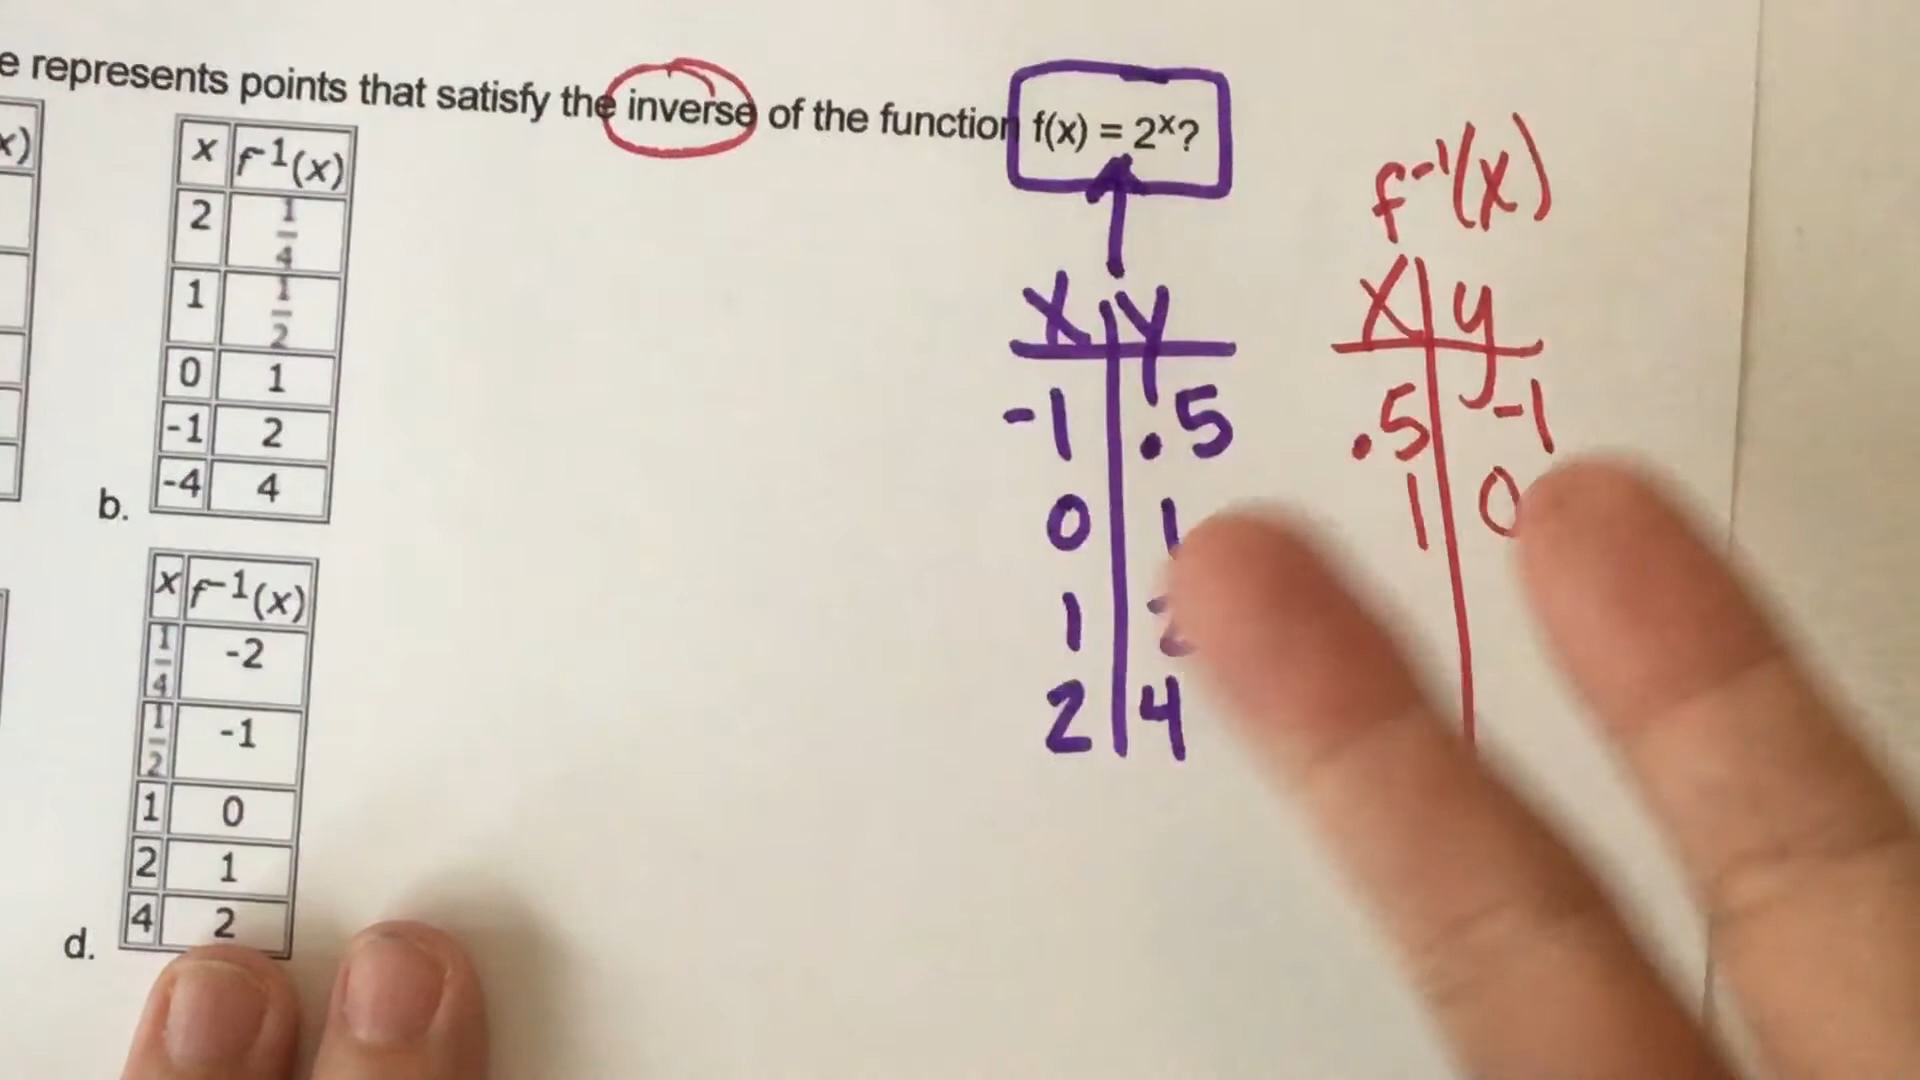 e represents points that satisfy the inverse of the function f(x) = 2ˣ?
x)
x f⁻¹(x)
2 1/4
1 1/2
0 1
-1 2
-4 4
b.
x f⁻¹(x)
1/4 -2
1/2 -1
1 0
2 1
4 2
d.
x y
-1 .5
0 1
1 2
2 4
f⁻¹(x)
x y
.5 -1
1 0